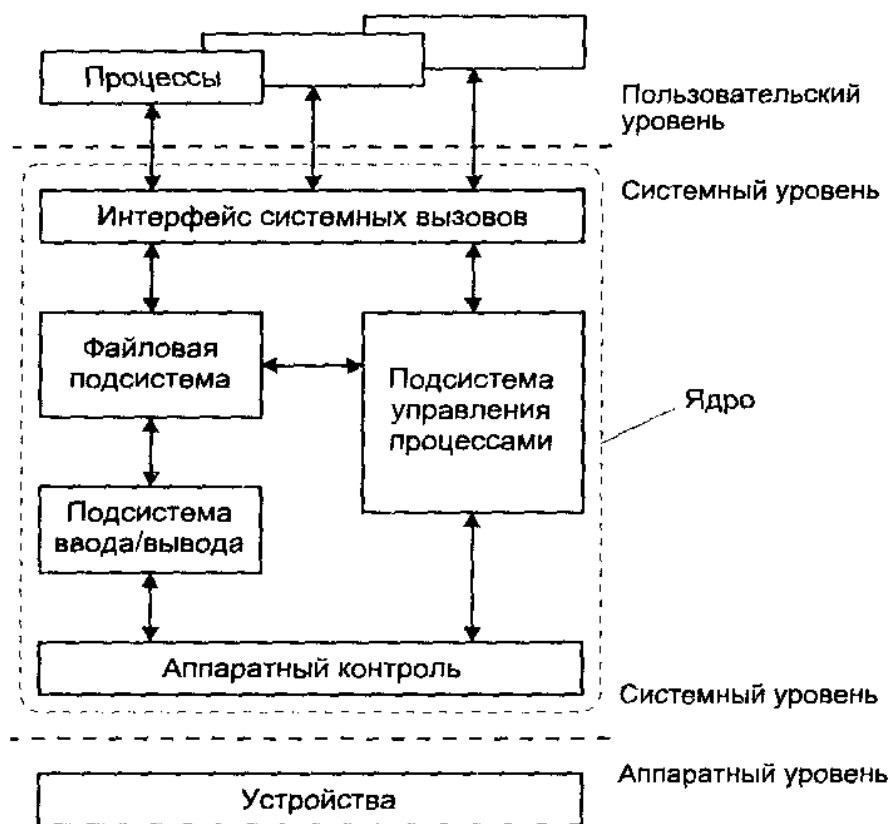 Процессы
Пользовательский
уровень
Системный уровень
Интерфейс системных вызовов
Файловая
подсистема
Подсистема
управления
процессами
Ядро
Подсистема
ввода/вывода
Аппаратный контроль
Системный уровень
Аппаратный уровень
Устройства